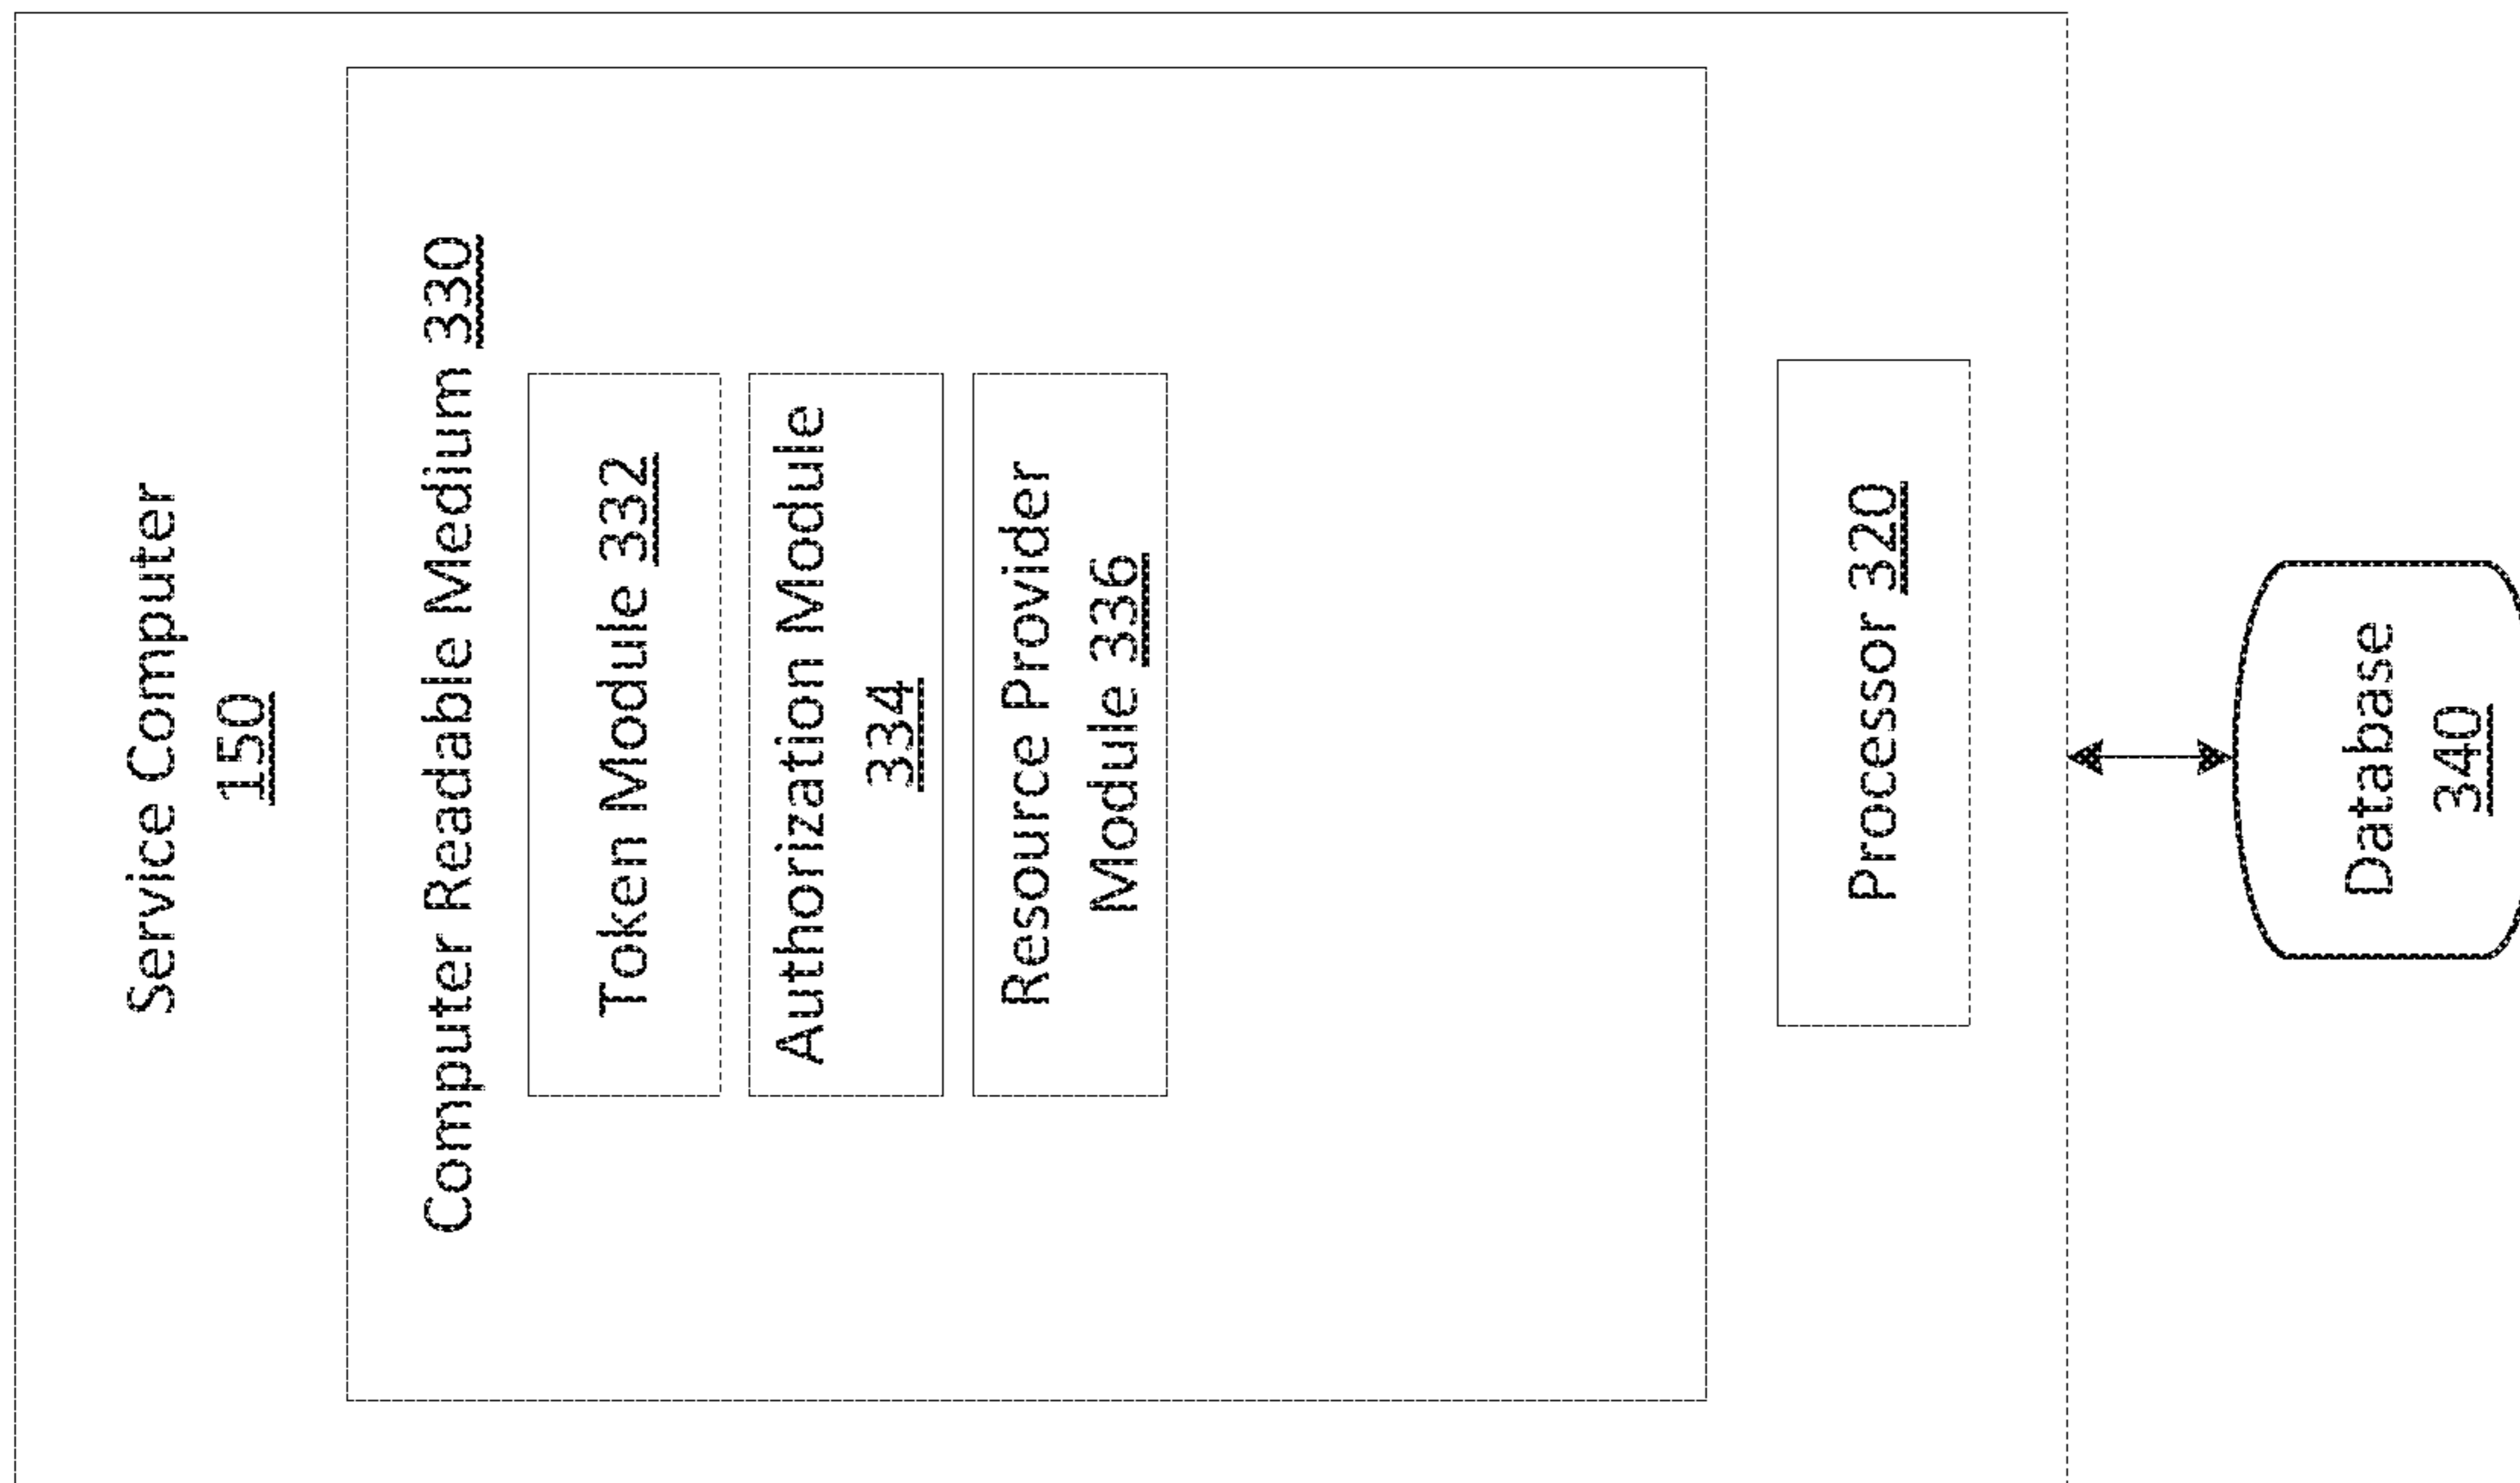 Service Computer
150
Computer Readable Medium 330
Token Module 332
Authorization Module
334
Resource Provider
Module 336
Processor 320
Database
340